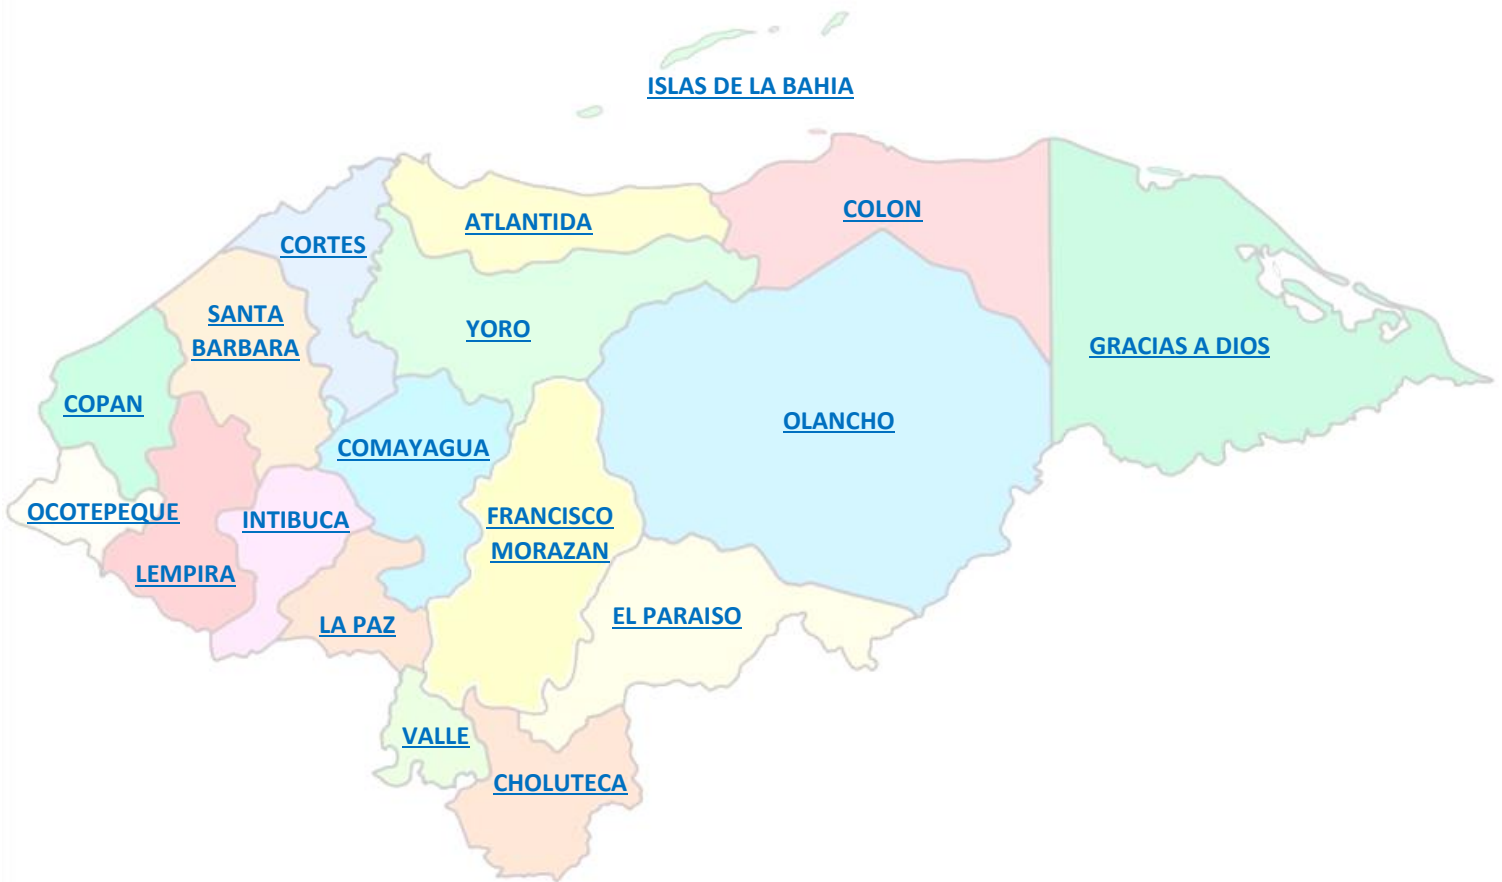 ISLAS DE LA BAHIA
COLON
ATLANTIDA
CORTES
SANTA
BARBARA
YORO
GRACIAS A DIOS
COPAN
OLANCHO
COMAYAGUA
OCOTEPEQUE
INTIBUCA
FRANCISCO
MORAZAN
LEMPIRA
LA PAZ
EL PARAISO
VALLE
CHOLUTECA